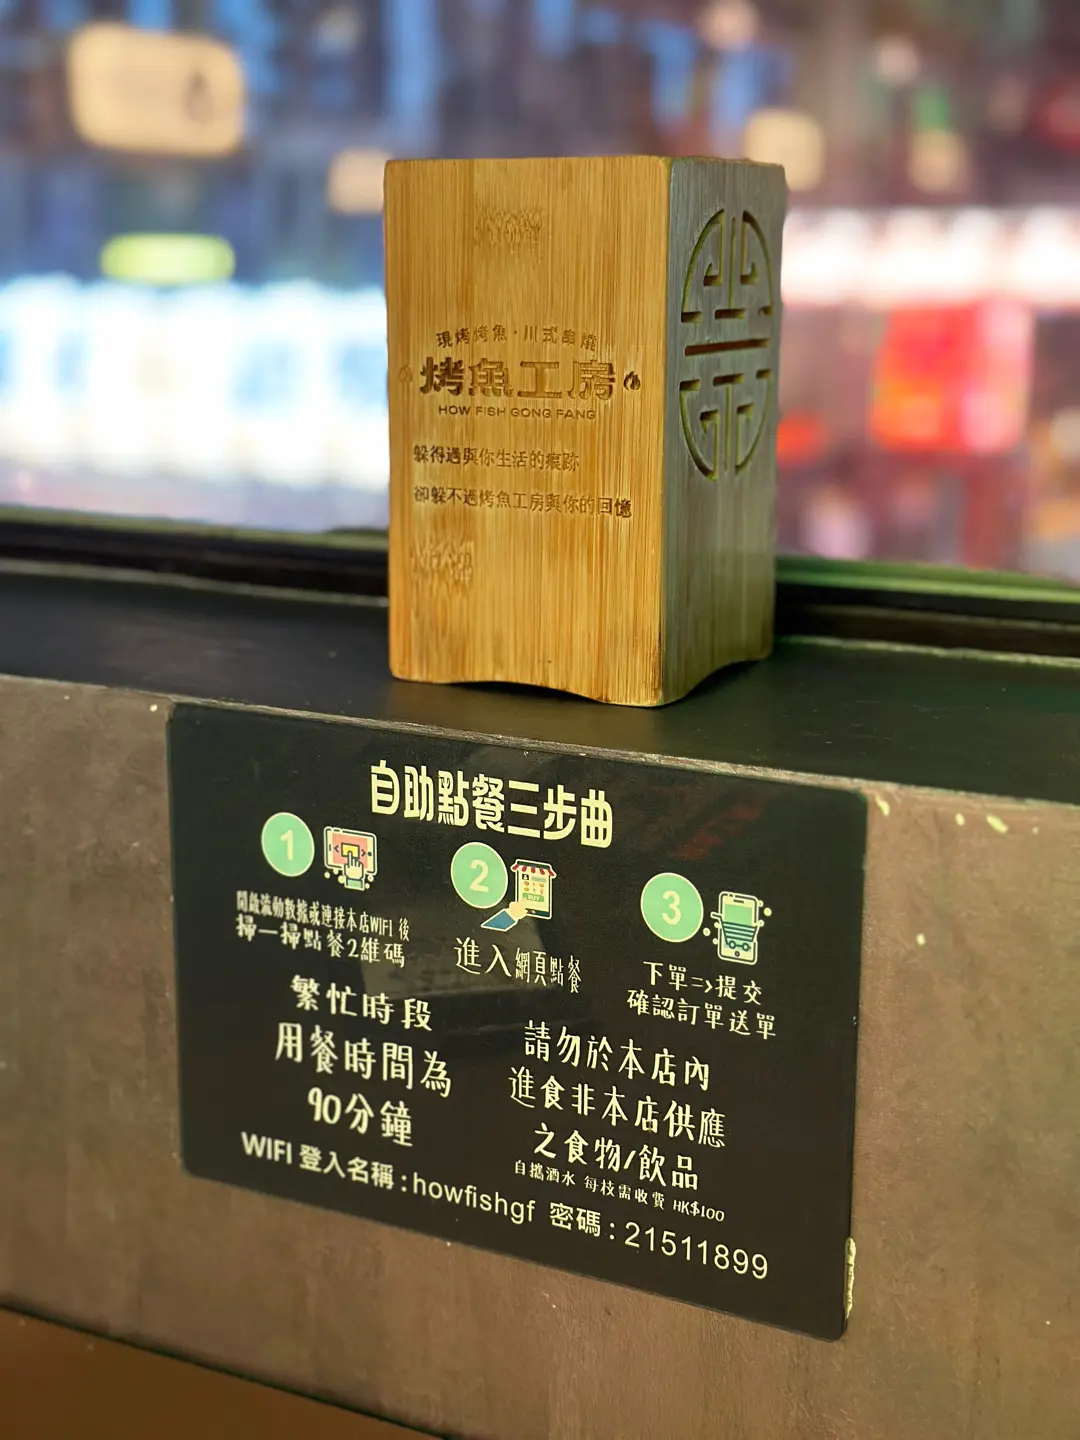 現烤烤魚·川式串燒
烤魚工房
HOW FISH GONG FANG
躲得過與你生活的痕跡
卻躲不過烤魚工房與你的回憶
自助點餐三步曲
1
開啟流動數據或連接本店WIFI 後
掃一掃點餐2維碼
2
BUY
進入網頁點餐
3
下單=>提交
確認訂單送單
繁忙時段
用餐時間為
90分鐘
請勿於本店內
進食非本店供應
之食物/飲品
自攜酒水 每枝需收費 HK$100
WIFI 登入名稱:howfishgf 密碼:21511899